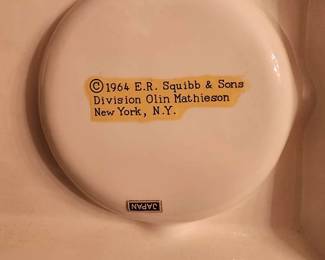 ©1964 E.R. Squibb & Sons
Division Olin Mathieson
New York, N.Y.
JAPAN